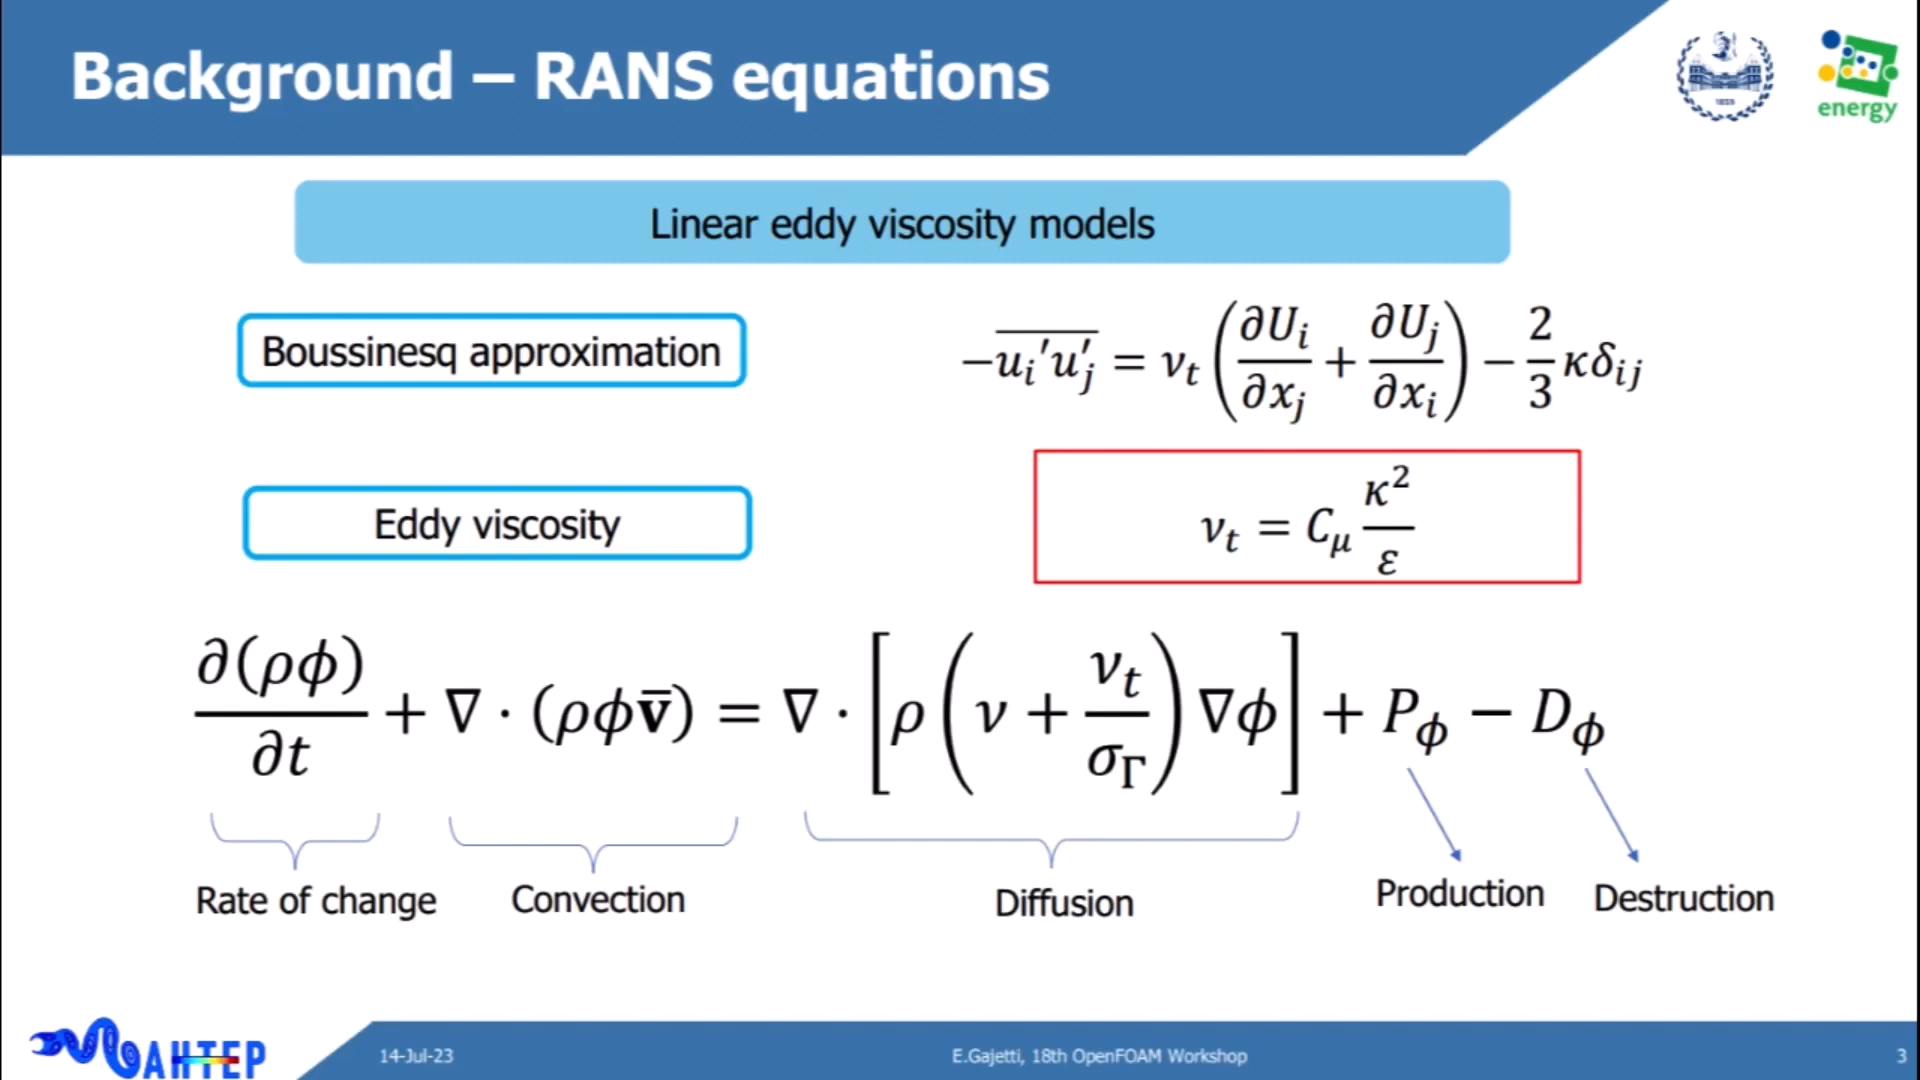 Background – RANS equations
1859
energy
Linear eddy viscosity models
Boussinesq approximation
$-\overline{u_i{}'u_j'} = \nu_t \left( \frac{\partial U_i}{\partial x_j} + \frac{\partial U_j}{\partial x_i} \right) - \frac{2}{3} \kappa \delta_{ij}$
Eddy viscosity
$\nu_t = C_\mu \frac{\kappa^2}{\varepsilon}$
$\frac{\partial(\rho\phi)}{\partial t} + \nabla \cdot (\rho\phi\bar{\mathbf{v}}) = \nabla \cdot \left[ \rho \left( \nu + \frac{\nu_t}{\sigma_\Gamma} \right) \nabla\phi \right] + P_\phi - D_\phi$
Rate of change
Convection
Diffusion
Production
Destruction
MAHTEP
14-Jul-23
E.Gajetti, 18th OpenFOAM Workshop
3